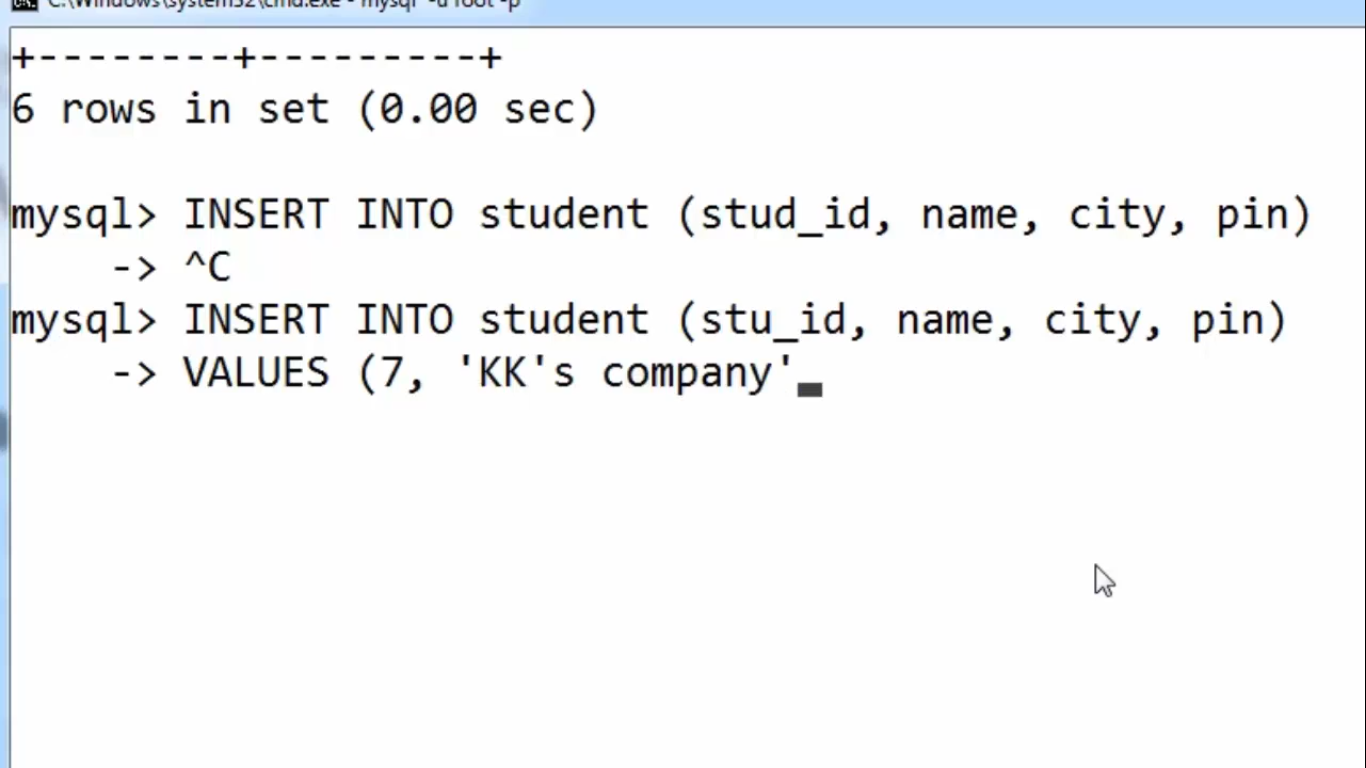 C:\Windows\system32\cmd.exe - mysql -u root -p
+--------+---------+
6 rows in set (0.00 sec)
mysql> INSERT INTO student (stud_id, name, city, pin)
    -> ^C
mysql> INSERT INTO student (stu_id, name, city, pin)
    -> VALUES (7, 'KK's company'